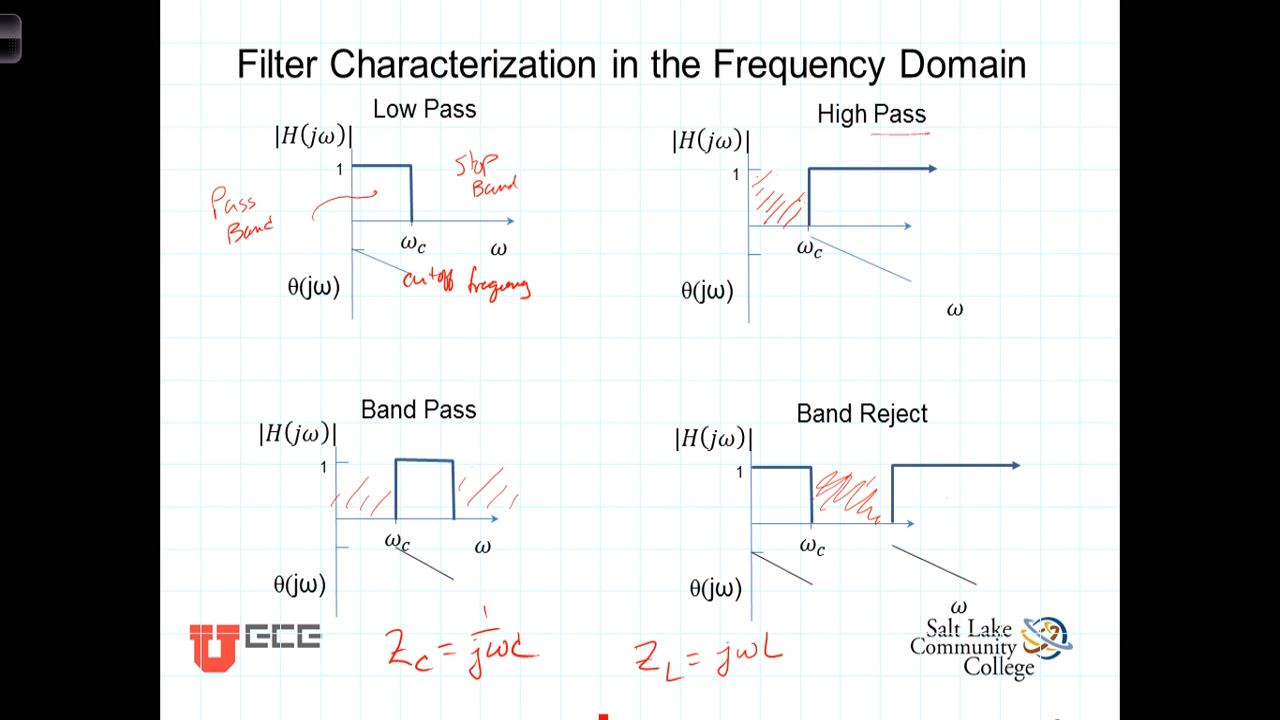 Filter Characterization in the Frequency Domain
Low Pass
|H(jω)|
1
Pass
Band
Stop
Band
ω_c
ω
cutoff frequency
θ(jω)
High Pass
|H(jω)|
1
ω_c
θ(jω)
ω
Band Pass
|H(jω)|
1
ω_c
ω
θ(jω)
Band Reject
|H(jω)|
1
ω_c
θ(jω)
ω
U ECE
Z_C = 1/jωC
Z_L = jωL
Salt Lake
Community
College